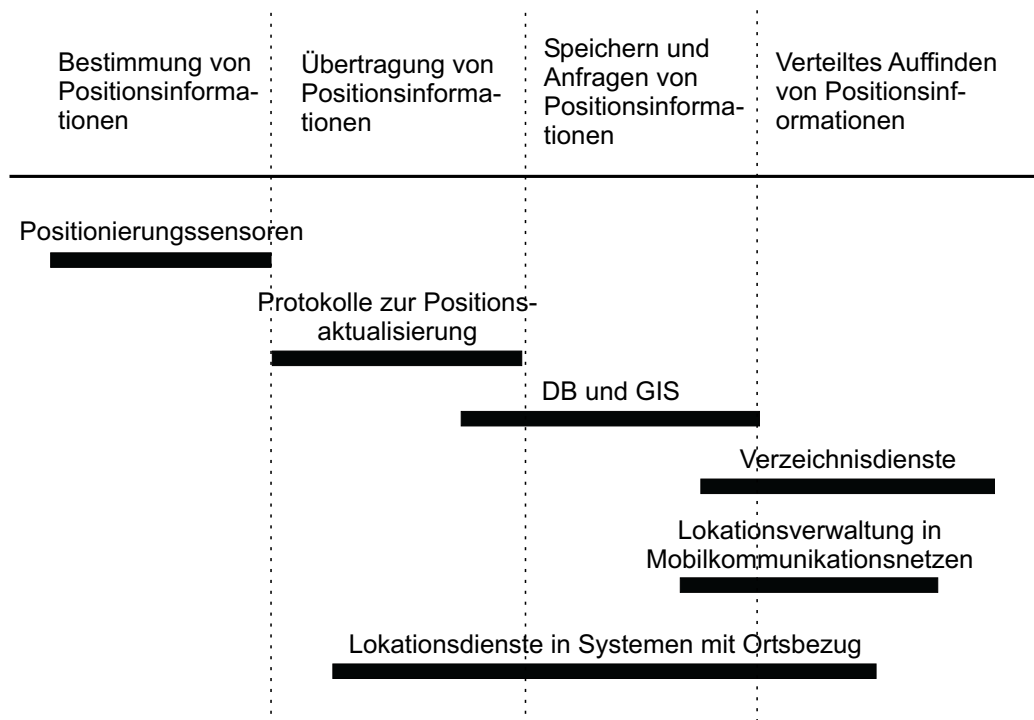 Bestimmung von
Positionsinforma-
tionen
Übertragung von
Positionsinforma-
tionen
Speichern und
Anfragen von
Positionsinforma-
tionen
Verteiltes Auffinden
von Positionsinf-
ormationen
Positionierungssensoren
Protokolle zur Positions-
aktualisierung
DB und GIS
Verzeichnisdienste
Lokationsverwaltung in
Mobilkommunikationsnetzen
Lokationsdienste in Systemen mit Ortsbezug